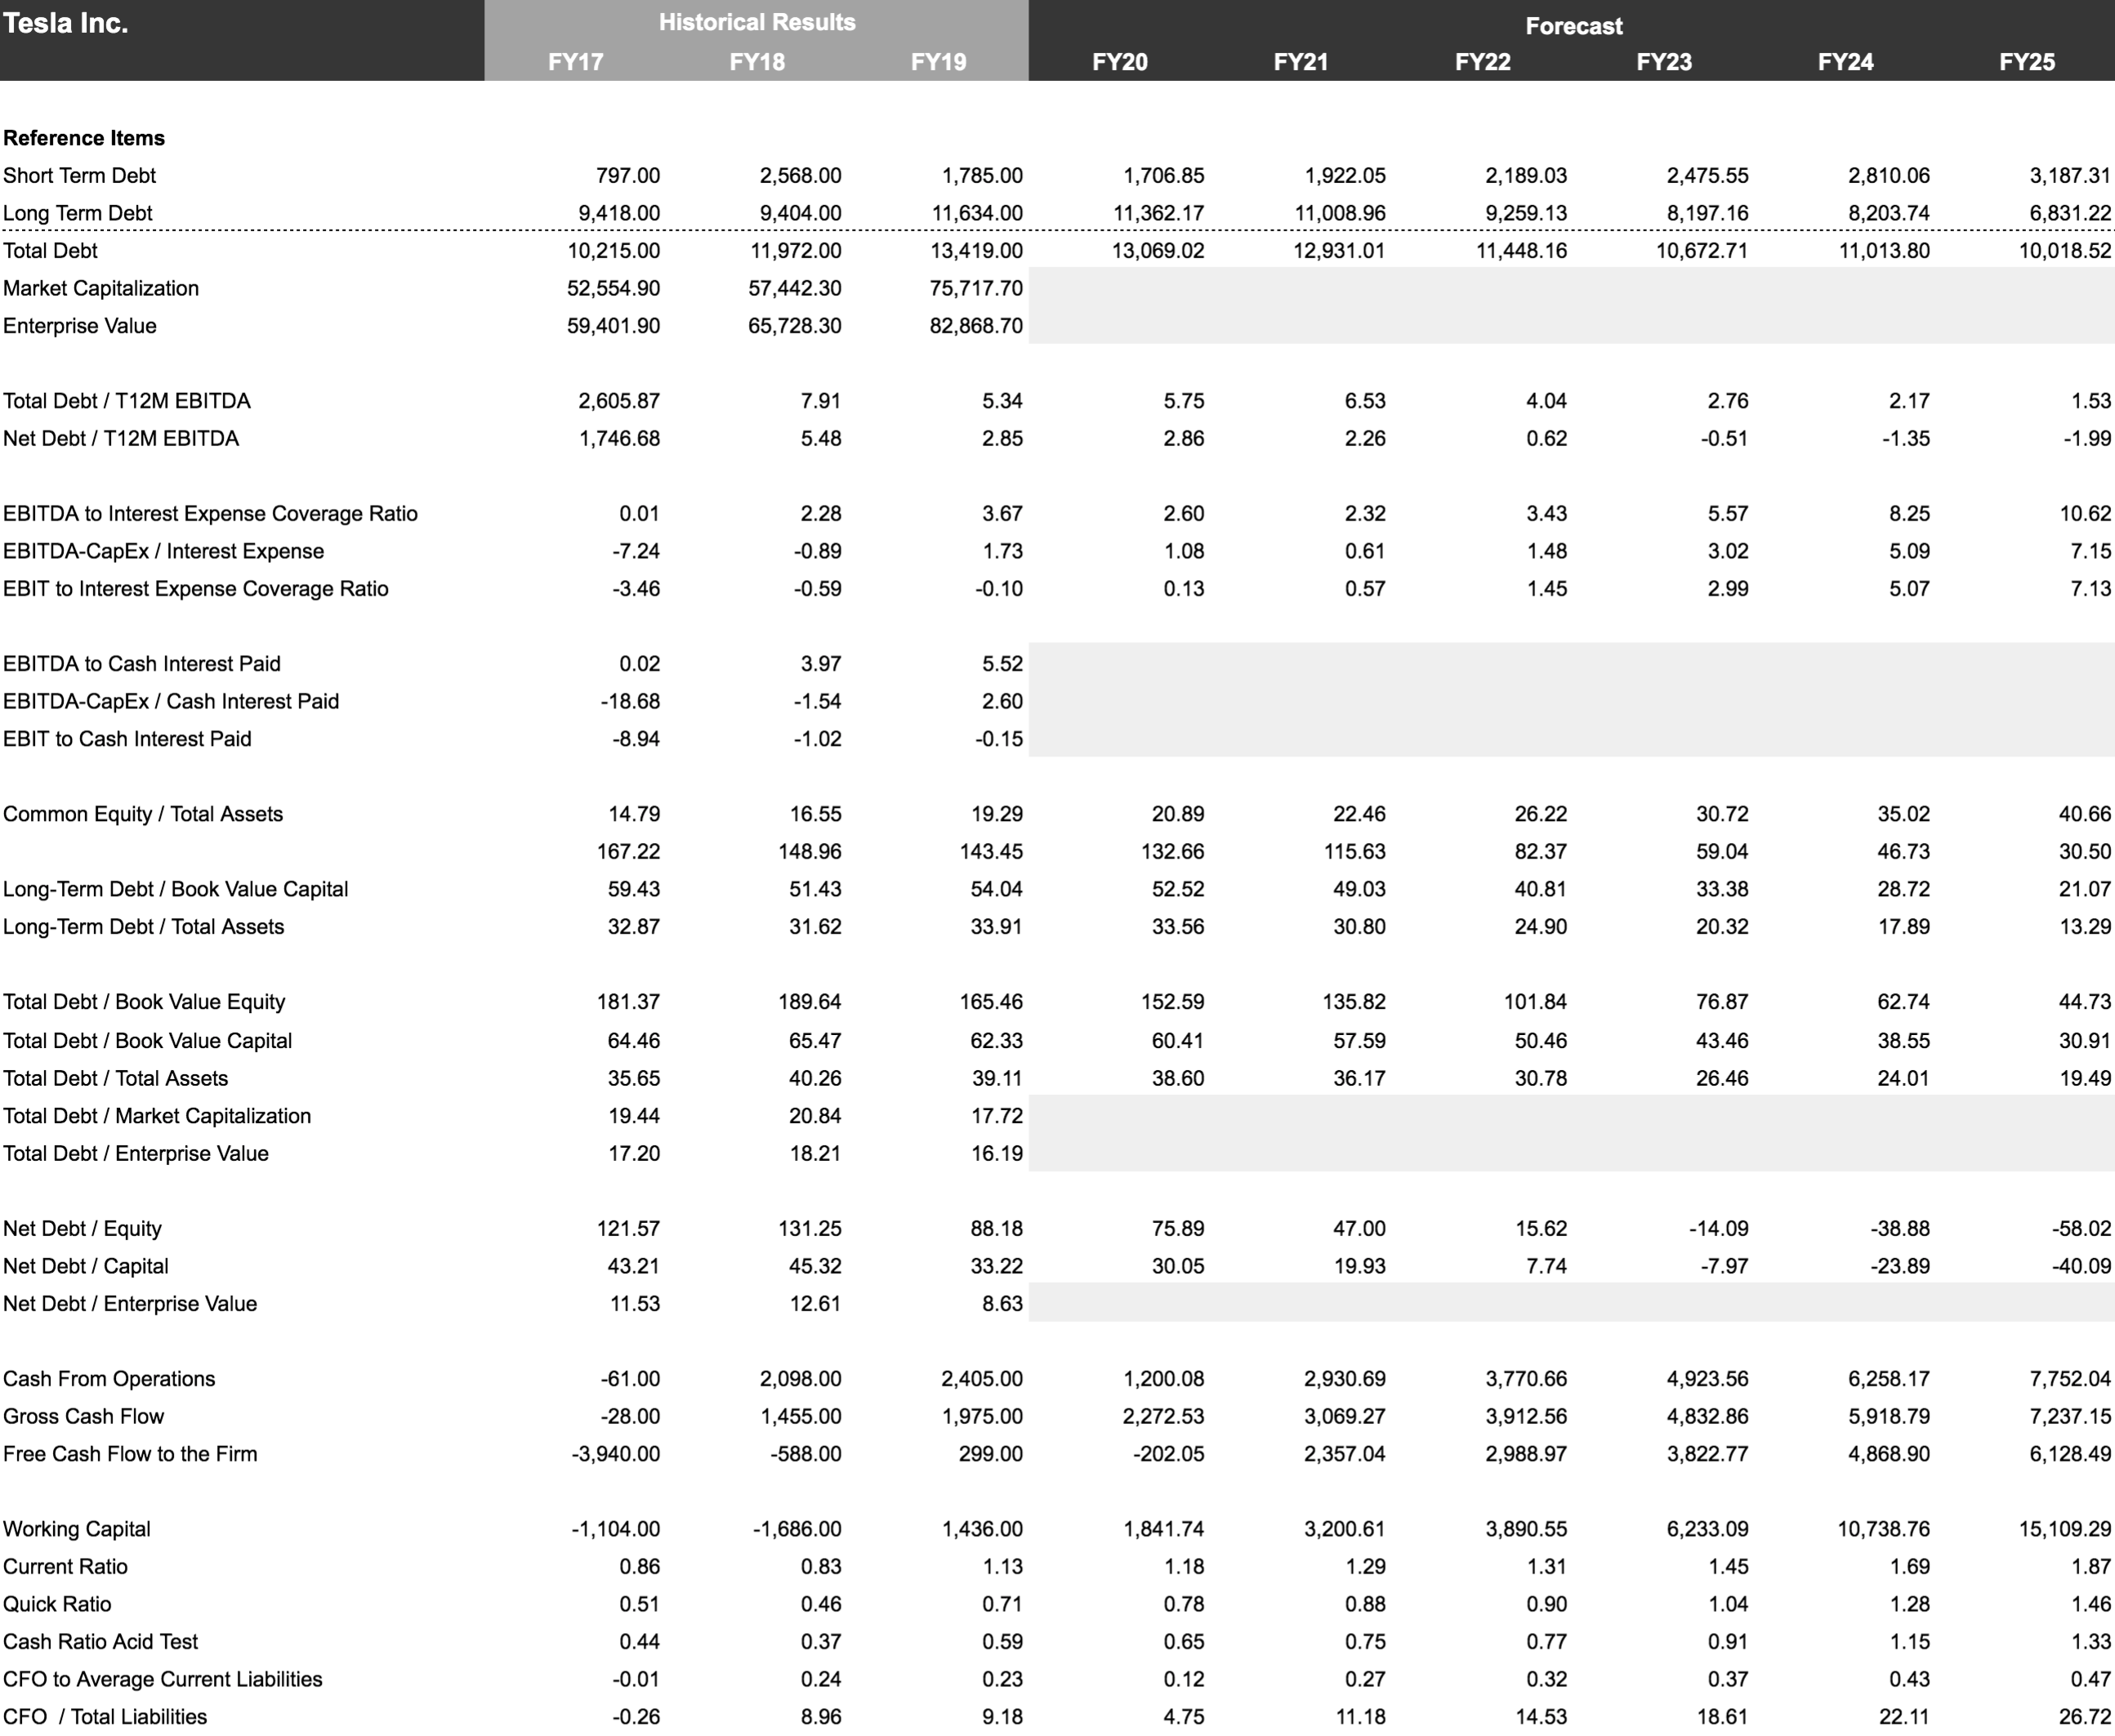 Tesla Inc. Historical Results Forecast
FY17 FY18 FY19 FY20 FY21 FY22 FY23 FY24 FY25
Reference Items
Short Term Debt 797.00 2,568.00 1,785.00 1,706.85 1,922.05 2,189.03 2,475.55 2,810.06 3,187.31
Long Term Debt 9,418.00 9,404.00 11,634.00 11,362.17 11,008.96 9,259.13 8,197.16 8,203.74 6,831.22
Total Debt 10,215.00 11,972.00 13,419.00 13,069.02 12,931.01 11,448.16 10,672.71 11,013.80 10,018.52
Market Capitalization 52,554.90 57,442.30 75,717.70
Enterprise Value 59,401.90 65,728.30 82,868.70
Total Debt / T12M EBITDA 2,605.87 7.91 5.34 5.75 6.53 4.04 2.76 2.17 1.53
Net Debt / T12M EBITDA 1,746.68 5.48 2.85 2.86 2.26 0.62 -0.51 -1.35 -1.99
EBITDA to Interest Expense Coverage Ratio 0.01 2.28 3.67 2.60 2.32 3.43 5.57 8.25 10.62
EBITDA-CapEx / Interest Expense -7.24 -0.89 1.73 1.08 0.61 1.48 3.02 5.09 7.15
EBIT to Interest Expense Coverage Ratio -3.46 -0.59 -0.10 0.13 0.57 1.45 2.99 5.07 7.13
EBITDA to Cash Interest Paid 0.02 3.97 5.52
EBITDA-CapEx / Cash Interest Paid -18.68 -1.54 2.60
EBIT to Cash Interest Paid -8.94 -1.02 -0.15
Common Equity / Total Assets 14.79 16.55 19.29 20.89 22.46 26.22 30.72 35.02 40.66
167.22 148.96 143.45 132.66 115.63 82.37 59.04 46.73 30.50
Long-Term Debt / Book Value Capital 59.43 51.43 54.04 52.52 49.03 40.81 33.38 28.72 21.07
Long-Term Debt / Total Assets 32.87 31.62 33.91 33.56 30.80 24.90 20.32 17.89 13.29
Total Debt / Book Value Equity 181.37 189.64 165.46 152.59 135.82 101.84 76.87 62.74 44.73
Total Debt / Book Value Capital 64.46 65.47 62.33 60.41 57.59 50.46 43.46 38.55 30.91
Total Debt / Total Assets 35.65 40.26 39.11 38.60 36.17 30.78 26.46 24.01 19.49
Total Debt / Market Capitalization 19.44 20.84 17.72
Total Debt / Enterprise Value 17.20 18.21 16.19
Net Debt / Equity 121.57 131.25 88.18 75.89 47.00 15.62 -14.09 -38.88 -58.02
Net Debt / Capital 43.21 45.32 33.22 30.05 19.93 7.74 -7.97 -23.89 -40.09
Net Debt / Enterprise Value 11.53 12.61 8.63
Cash From Operations -61.00 2,098.00 2,405.00 1,200.08 2,930.69 3,770.66 4,923.56 6,258.17 7,752.04
Gross Cash Flow -28.00 1,455.00 1,975.00 2,272.53 3,069.27 3,912.56 4,832.86 5,918.79 7,237.15
Free Cash Flow to the Firm -3,940.00 -588.00 299.00 -202.05 2,357.04 2,988.97 3,822.77 4,868.90 6,128.49
Working Capital -1,104.00 -1,686.00 1,436.00 1,841.74 3,200.61 3,890.55 6,233.09 10,738.76 15,109.29
Current Ratio 0.86 0.83 1.13 1.18 1.29 1.31 1.45 1.69 1.87
Quick Ratio 0.51 0.46 0.71 0.78 0.88 0.90 1.04 1.28 1.46
Cash Ratio Acid Test 0.44 0.37 0.59 0.65 0.75 0.77 0.91 1.15 1.33
CFO to Average Current Liabilities -0.01 0.24 0.23 0.12 0.27 0.32 0.37 0.43 0.47
CFO / Total Liabilities -0.26 8.96 9.18 4.75 11.18 14.53 18.61 22.11 26.72